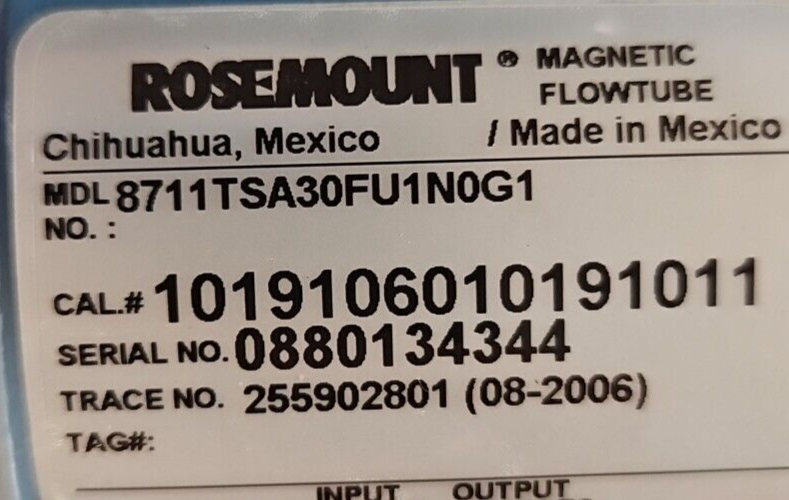 ROSEMOUNT® MAGNETIC FLOWTUBE
Chihuahua, Mexico / Made in Mexico
MDL NO. : 8711TSA30FU1N0G1
CAL.# 1019106010191011
SERIAL NO. 0880134344
TRACE NO. 255902801 (08-2006)
TAG#:
INPUT OUTPUT